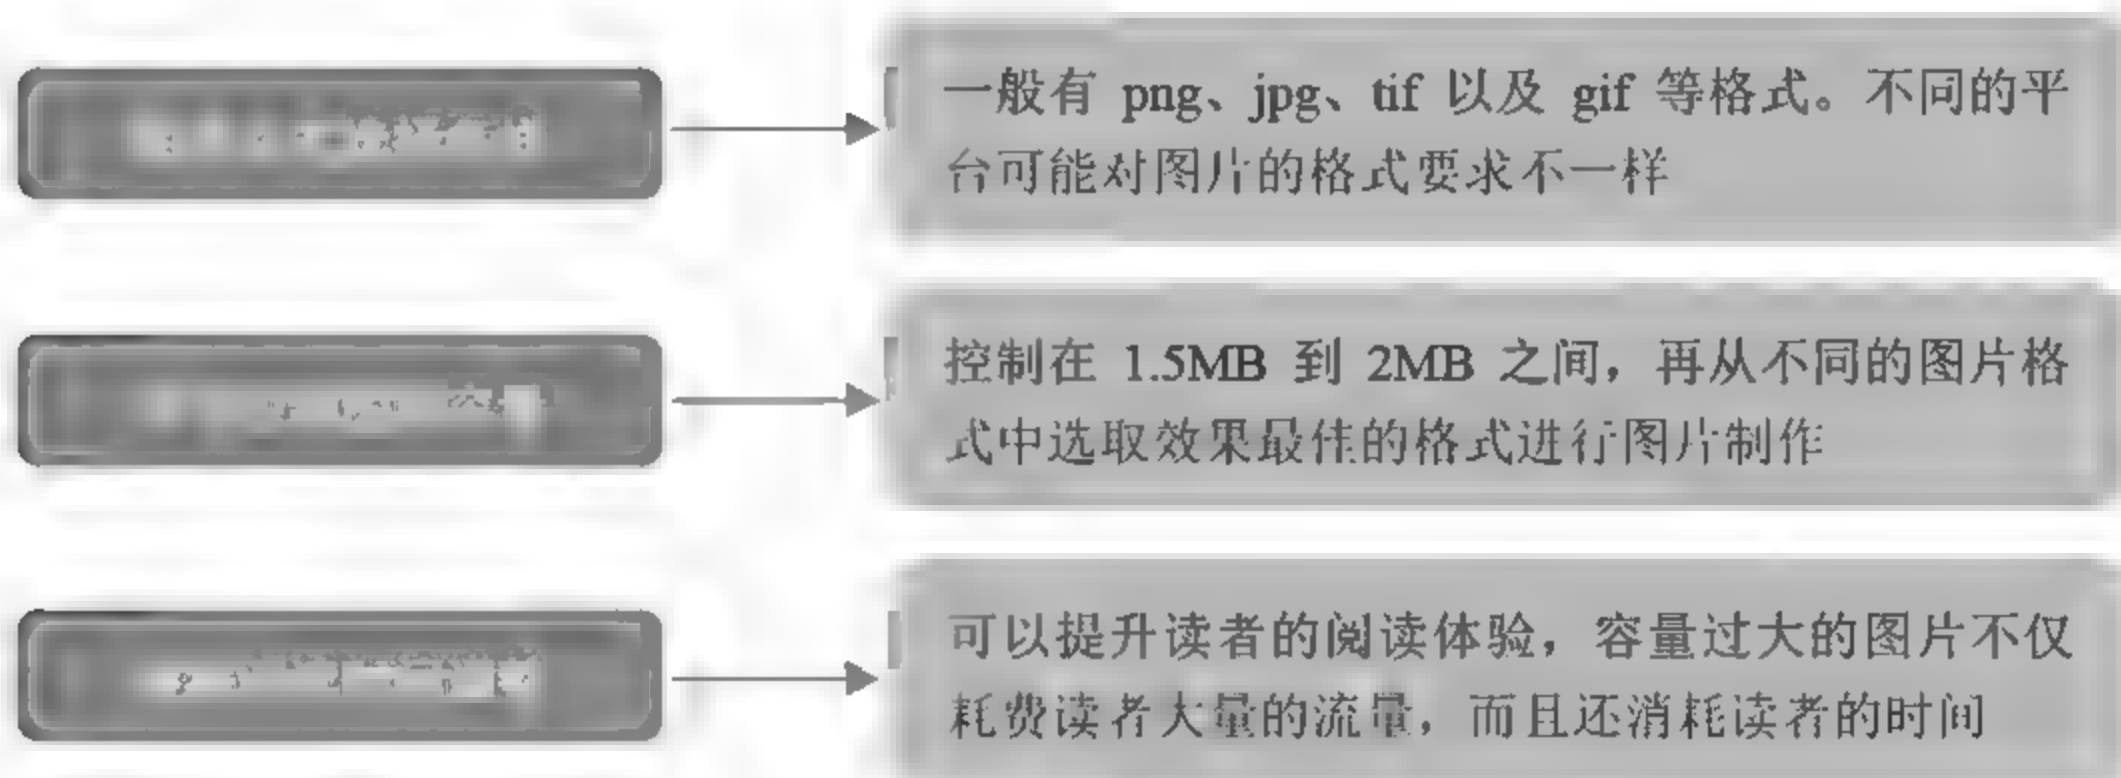 一般有 png、jpg、tif 以及 gif 等格式。不同的平
台可能对图片的格式要求不一样
控制在 1.5MB 到 2MB 之间，再从不同的图片格
式中选取效果最佳的格式进行图片制作
可以提升读者的阅读体验，容量过大的图片不仅
耗费读者大量的流量，而且还消耗读者的时间